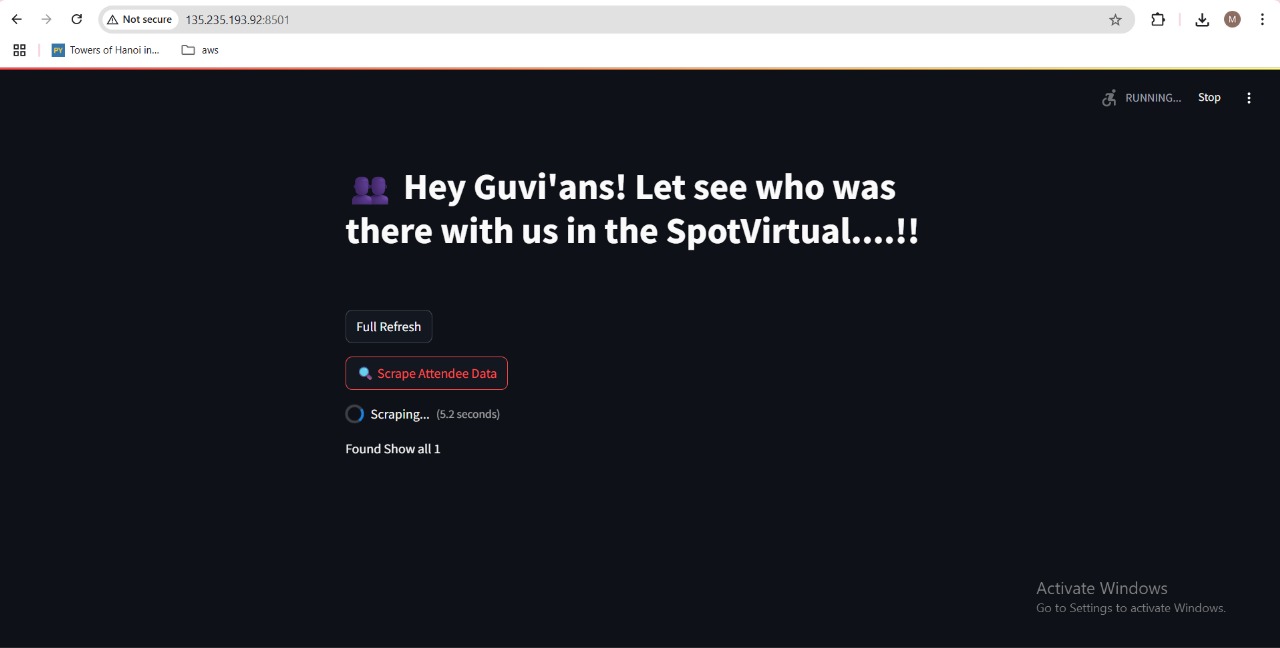 Not secure 135.235.193.92:8501
M
PY Towers of Hanoi in... aws
RUNNING... Stop
Hey Guvi'ans! Let see who was
there with us in the SpotVirtual....!!
Full Refresh
Scrape Attendee Data
Scraping... (5.2 seconds)
Found Show all 1
Activate Windows
Go to Settings to activate Windows.